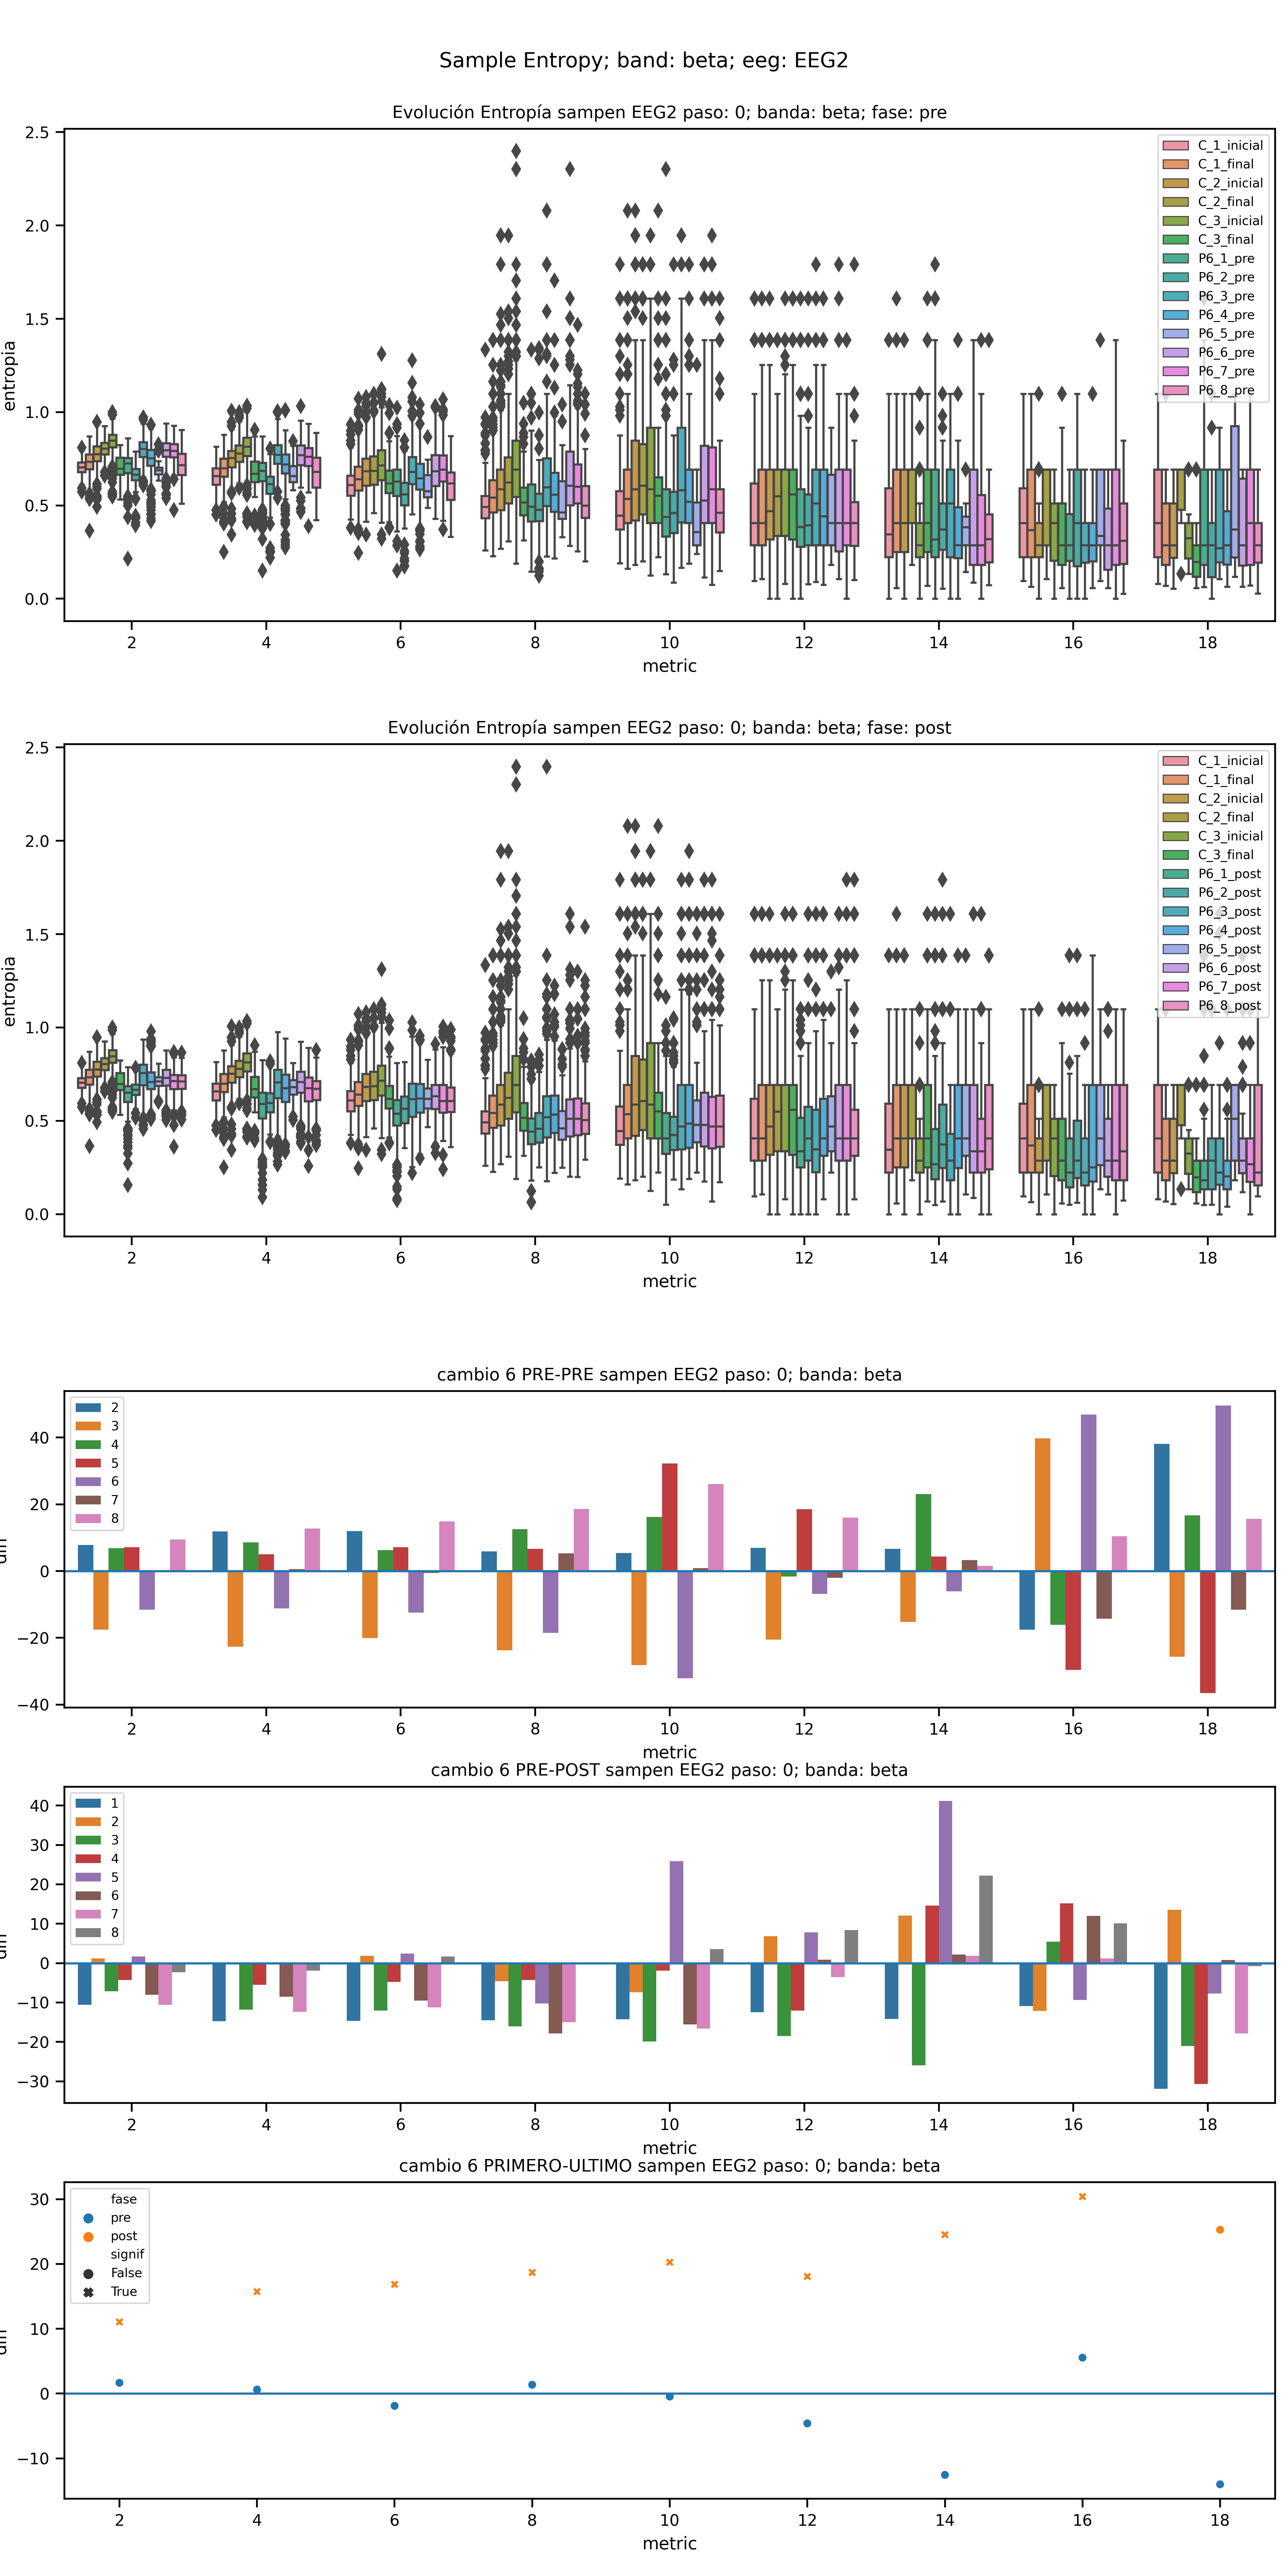 Sample Entropy; band: beta; eeg: EEG2
Evolución Entropía sampen EEG2 paso: 0; banda: beta; fase: pre
2.5
2.0
1.5
1.0
0.5
0.0
entropia
C_1_inicial
C_1_final
C_2_inicial
C_2_final
C_3_inicial
C_3_final
P6_1_pre
P6_2_pre
P6_3_pre
P6_4_pre
P6_5_pre
P6_6_pre
P6_7_pre
P6_8_pre
2 4 6 8 10 12 14 16 18
metric
Evolución Entropía sampen EEG2 paso: 0; banda: beta; fase: post
2.5
2.0
1.5
1.0
0.5
0.0
entropia
C_1_inicial
C_1_final
C_2_inicial
C_2_final
C_3_inicial
C_3_final
P6_1_post
P6_2_post
P6_3_post
P6_4_post
P6_5_post
P6_6_post
P6_7_post
P6_8_post
2 4 6 8 10 12 14 16 18
metric
cambio 6 PRE-PRE sampen EEG2 paso: 0; banda: beta
40
20
0
−20
−40
2
3
4
5
6
7
8
2 4 6 8 10 12 14 16 18
metric
cambio 6 PRE-POST sampen EEG2 paso: 0; banda: beta
40
30
20
10
0
−10
−20
−30
1
2
3
4
5
6
7
8
2 4 6 8 10 12 14 16 18
metric
cambio 6 PRIMERO-ULTIMO sampen EEG2 paso: 0; banda: beta
30
20
10
0
−10
fase
pre
post
signif
False
True
2 4 6 8 10 12 14 16 18
metric